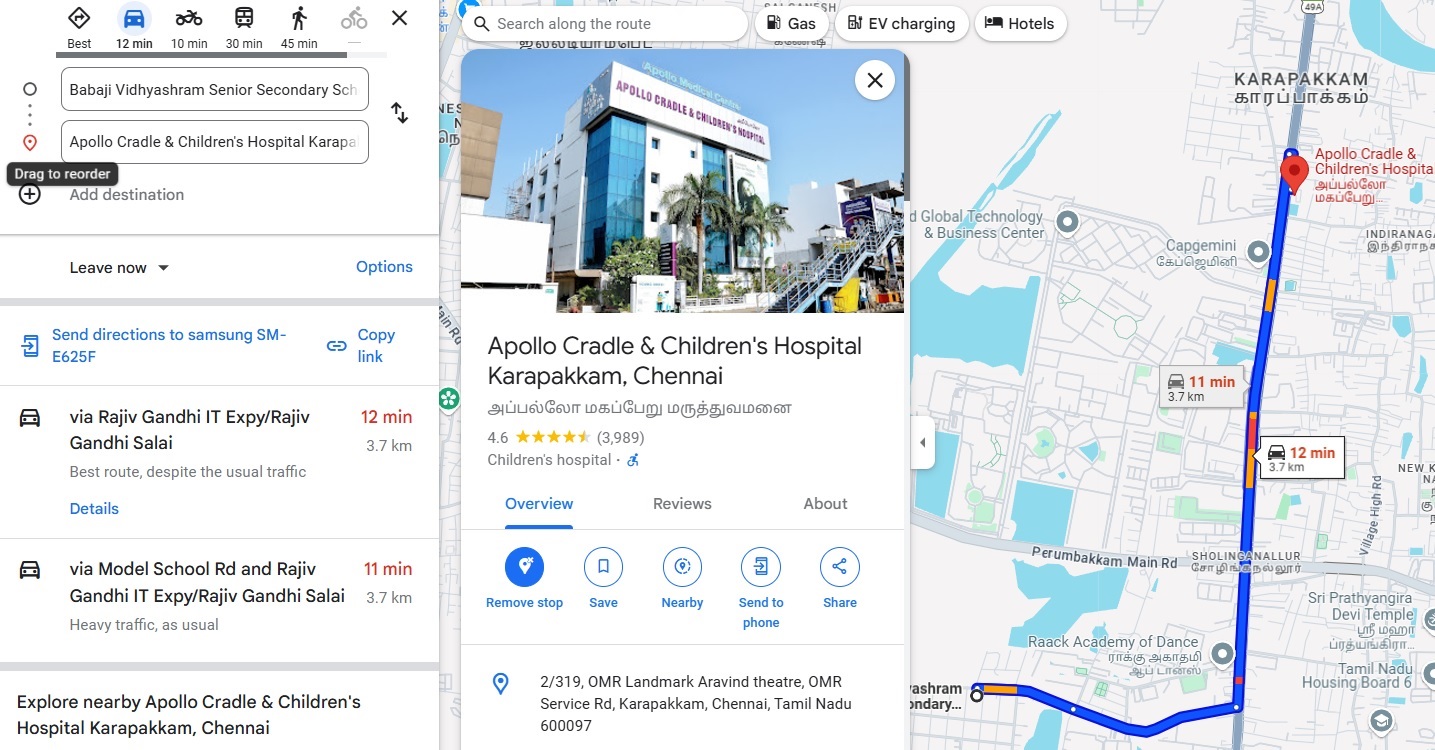 Best
12 min
10 min
30 min
45 min
—
Babaji Vidhyashram Senior Secondary Sch
Apollo Cradle & Children's Hospital Karapa
Drag to reorder
Add destination
Leave now
Options
Send directions to samsung SM-
E625F
Copy
link
via Rajiv Gandhi IT Expy/Rajiv
Gandhi Salai
12 min
3.7 km
Best route, despite the usual traffic
Details
via Model School Rd and Rajiv
Gandhi IT Expy/Rajiv Gandhi Salai
11 min
3.7 km
Heavy traffic, as usual
Explore nearby Apollo Cradle & Children's
Hospital Karapakkam, Chennai
Search along the route
Gas
EV charging
Hotels
Apollo Medical Centre
APOLLO CRADLE & CHILDREN'S HOSPITAL
Apollo Cradle & Children's Hospital
Karapakkam, Chennai
அப்பல்லோ மகப்பேறு மருத்துவமனை
4.6
(3,989)
Children's hospital ·
Overview
Reviews
About
Remove stop
Save
Nearby
Send to
phone
Share
2/319, OMR Landmark Aravind theatre, OMR
Service Rd, Karapakkam, Chennai, Tamil Nadu
600097
49A
KARAPAKKAM
காரப்பாக்கம்
Apollo Cradle &
Children's Hospita
அப்பல்லோ
மகப்பேறு...
d Global Technology
& Business Center
Capgemini
கேப்ஜெமினி
INDIRANAGA
இந்திராநக
11 min
3.7 km
12 min
3.7 km
NEW K
Village High Rd
Perumbakkam Main Rd
SHOLINGANALLUR
சோழிங்கநல்லூர்
Sri Prathyangira
Devi Temple
ஸ்ரீ மஹா
ப்ரத்யங்கிரா...
Raack Academy of Dance
ராக்கு அகாதமி
ஆப் டான்ஸ்
Tamil Nadu
Housing Board 6
yashram
ondary...
ain Rd